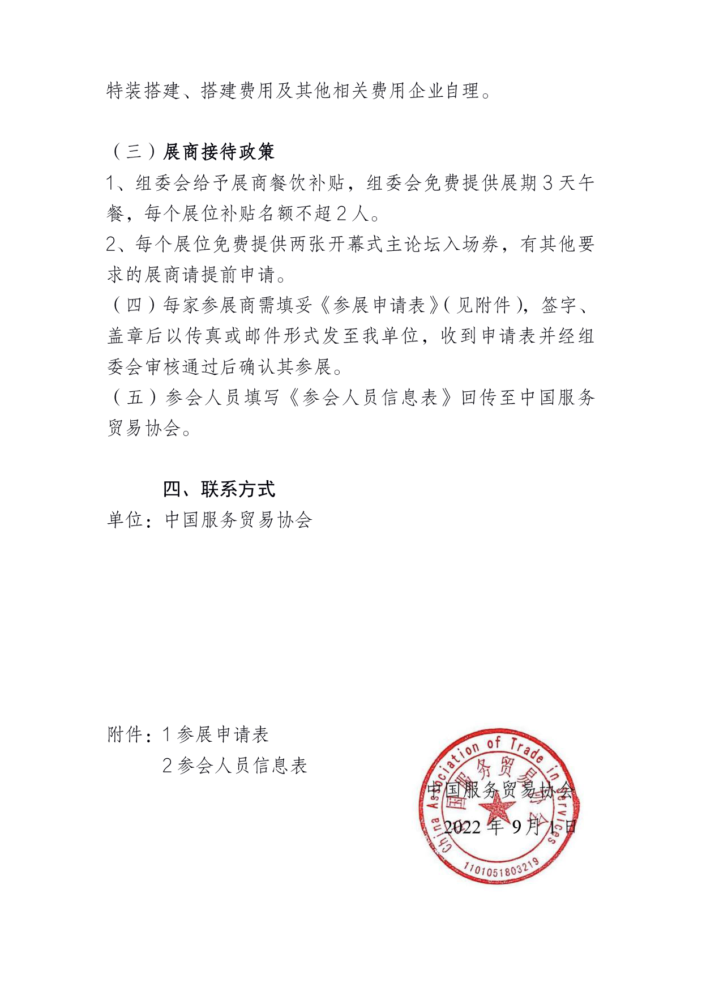 特装搭建、搭建费用及其他相关费用企业自理。
（三）展商接待政策
1、组委会给予展商餐饮补贴，组委会免费提供展期 3 天午
餐，每个展位补贴名额不超 2 人。
2、每个展位免费提供两张开幕式主论坛入场券，有其他要
求的展商请提前申请。
（四）每家参展商需填妥《参展申请表》（见附件），签字、
盖章后以传真或邮件形式发至我单位，收到申请表并经组
委会审核通过后确认其参展。
（五）参会人员填写《参会人员信息表》回传至中国服务
贸易协会。
四、联系方式
单位：中国服务贸易协会
附件：1 参展申请表
2 参会人员信息表
中国服务贸易协会
2022 年 9 月 1 日
China Association of Trade in Services
中国服务贸易协会
1101051803219